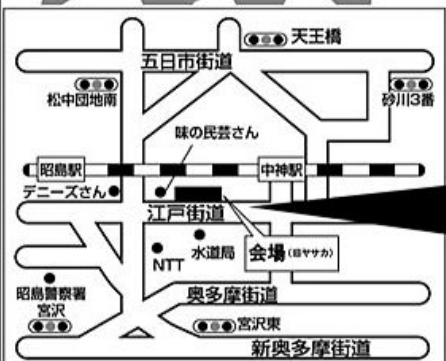 天王橋
五日市街道
松中団地南
砂川3番
味の民芸さん
昭島駅
中神駅
デニーズさん
江戸街道
水道局
NTT
会場(旧ヤサカ)
昭島警察署
奥多摩街道
宮沢
宮沢東
新奥多摩街道